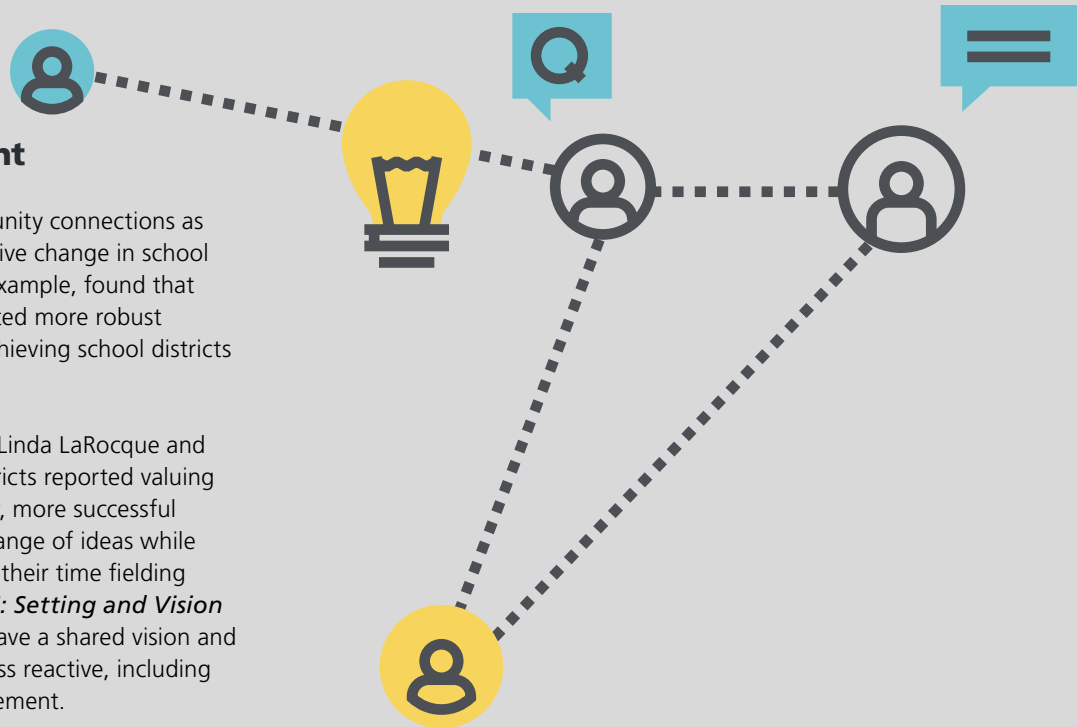 nt
unity connections as
ive change in school
xample, found that
ted more robust
hieving school districts
Linda LaRocque and
ricts reported valuing
, more successful
ange of ideas while
their time fielding
: Setting and Vision
ave a shared vision and
ss reactive, including
ement.
Q